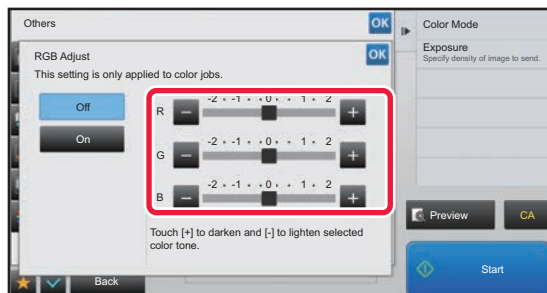 Others
OK
Color Mode
Exposure
Specify density of image to send.
RGB Adjust
OK
This setting is only applied to color jobs.
Off
On
-2 • -1 • • 0 • • 1 • 2
R - +
-2 • -1 • • 0 • • 1 • 2
G - +
-2 • -1 • • 0 • • 1 • 2
B - +
Touch [+] to darken and [-] to lighten selected
color tone.
Preview
CA
Back
Start